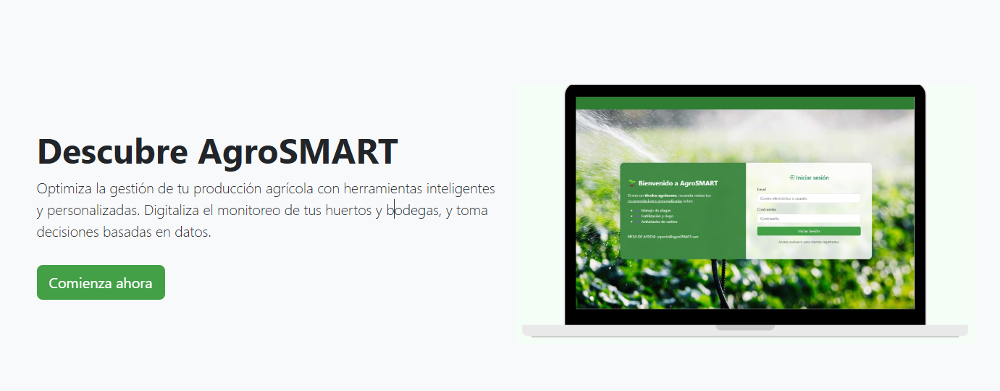 Descubre AgroSMART
Optimiza la gestión de tu producción agrícola con herramientas inteligentes
y personalizadas. Digitaliza el monitoreo de tus huertos y bodegas, y toma
decisiones basadas en datos.
Comienza ahora
Bienvenido a AgroSMART
Si eres un técnico agrónomo, recuerda revisar tus
recomendaciones personalizadas sobre:
Manejo de plagas
Fertilización y riego
Actividades de cultivo
MESA DE AYUDA: soporte@agroSMART.com
Iniciar sesión
Email
Correo electrónico o usuario
Contraseña
Contraseña
Iniciar Sesión
Acceso exclusivo para clientes registrados.